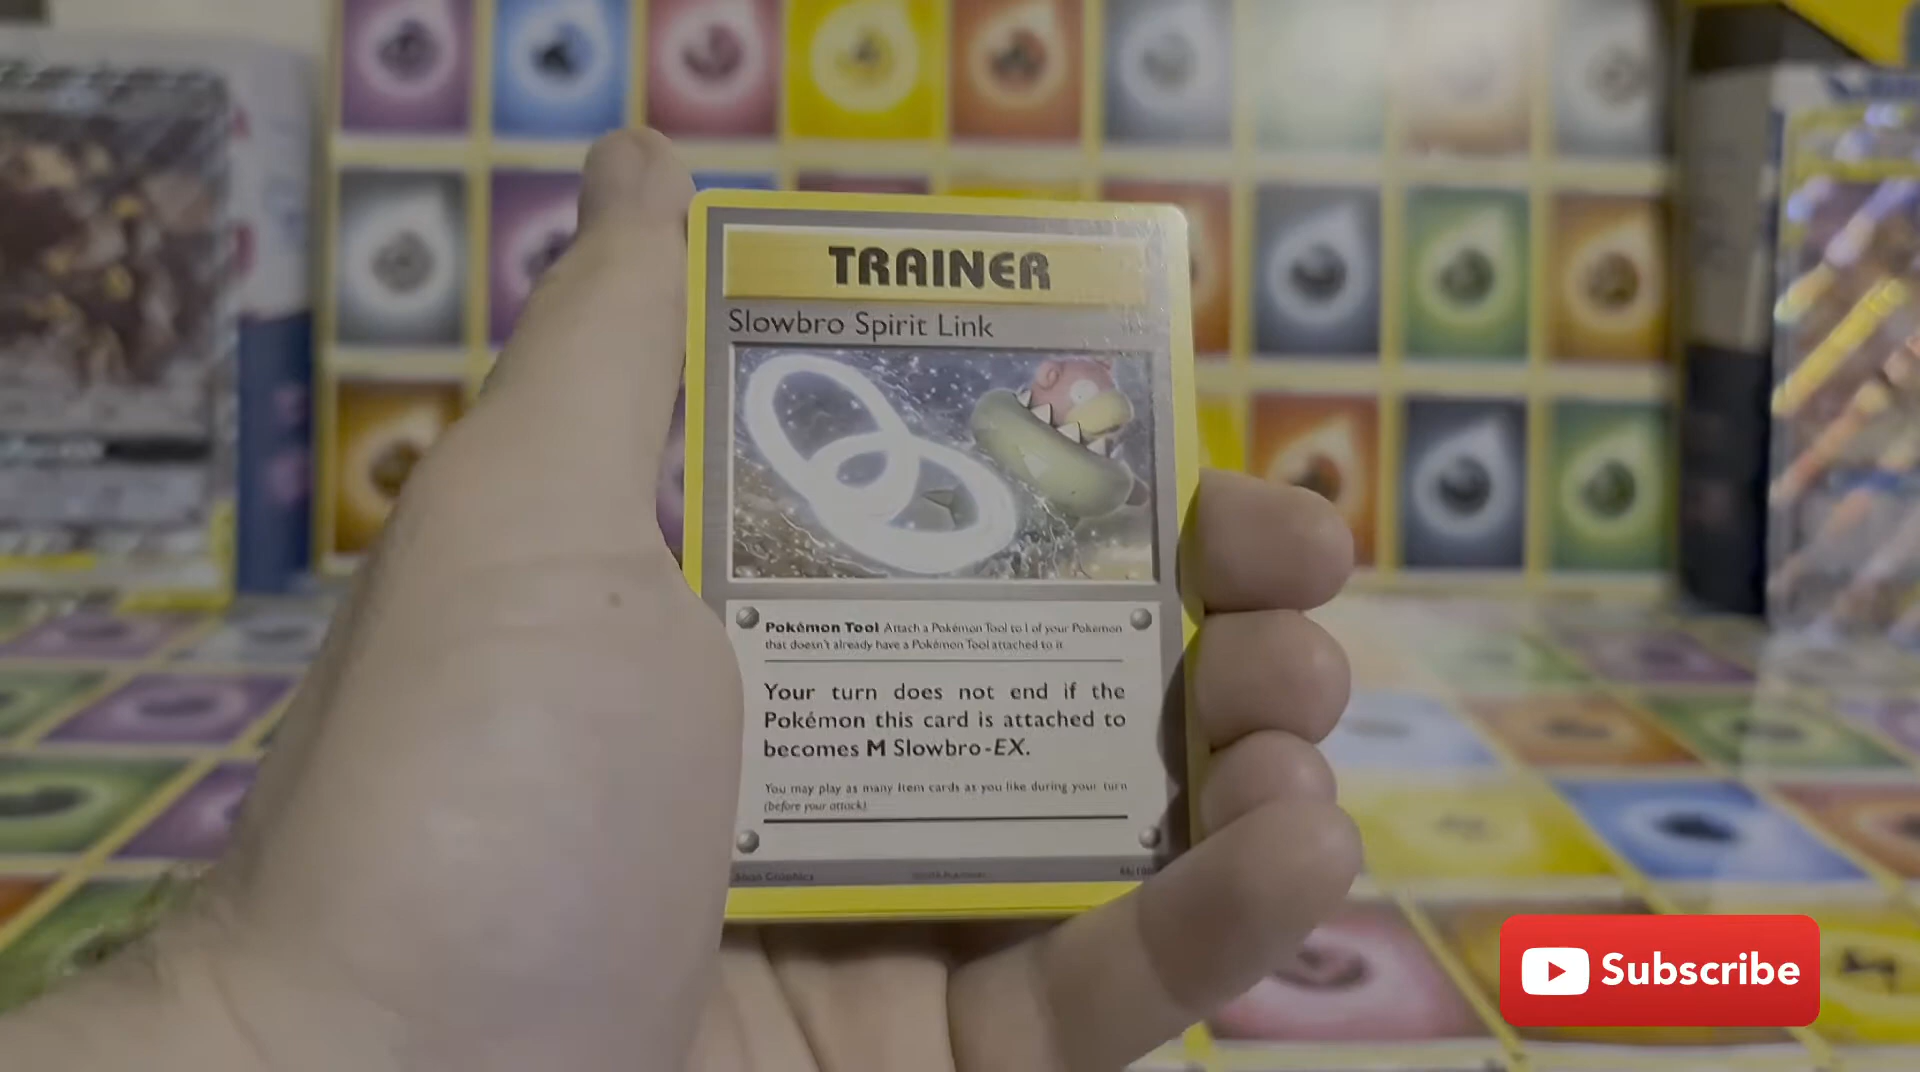 TRAINER
Slowbro Spirit Link
Pokémon Tool Attach a Pokémon Tool to 1 of your Pokémon
that doesn't already have a Pokémon Tool attached to it.
Your turn does not end if the
Pokémon this card is attached to
becomes M Slowbro-EX.
You may play as many Item cards as you like during your turn
(before your attack).
Subscribe